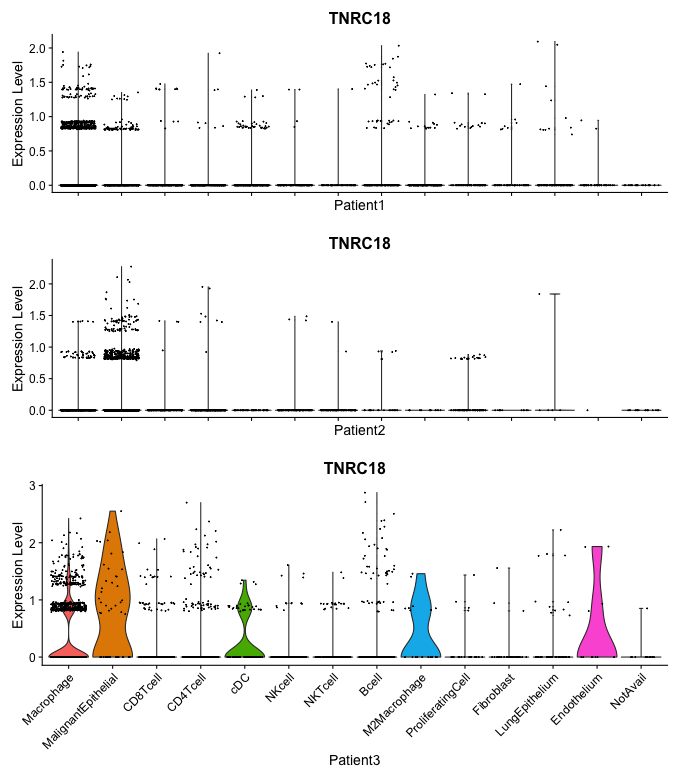 TNRC18
Expression Level
2.0
1.5
1.0
0.5
0.0
Patient1
TNRC18
Expression Level
2.0
1.5
1.0
0.5
0.0
Patient2
TNRC18
Expression Level
3
2
1
0
Macrophage
MalignantEpithelial
CD8Tcell
CD4Tcell
cDC
NKcell
NKTcell
Bcell
M2Macrophage
ProliferatingCell
Fibroblast
LungEpithelium
Endothelium
NotAvail
Patient3